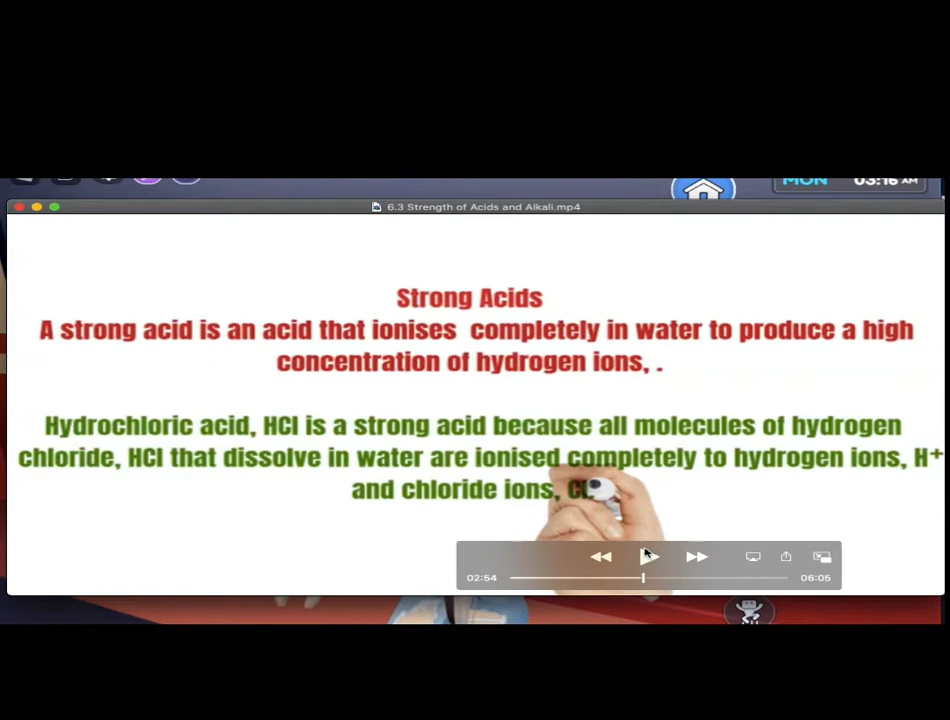 MON 03:16 AM
6.3 Strength of Acids and Alkali.mp4
Strong Acids
A strong acid is an acid that ionises completely in water to produce a high
concentration of hydrogen ions, .
Hydrochloric acid, HCl is a strong acid because all molecules of hydrogen
chloride, HCl that dissolve in water are ionised completely to hydrogen ions, H⁺
and chloride ions,
02:54 06:05